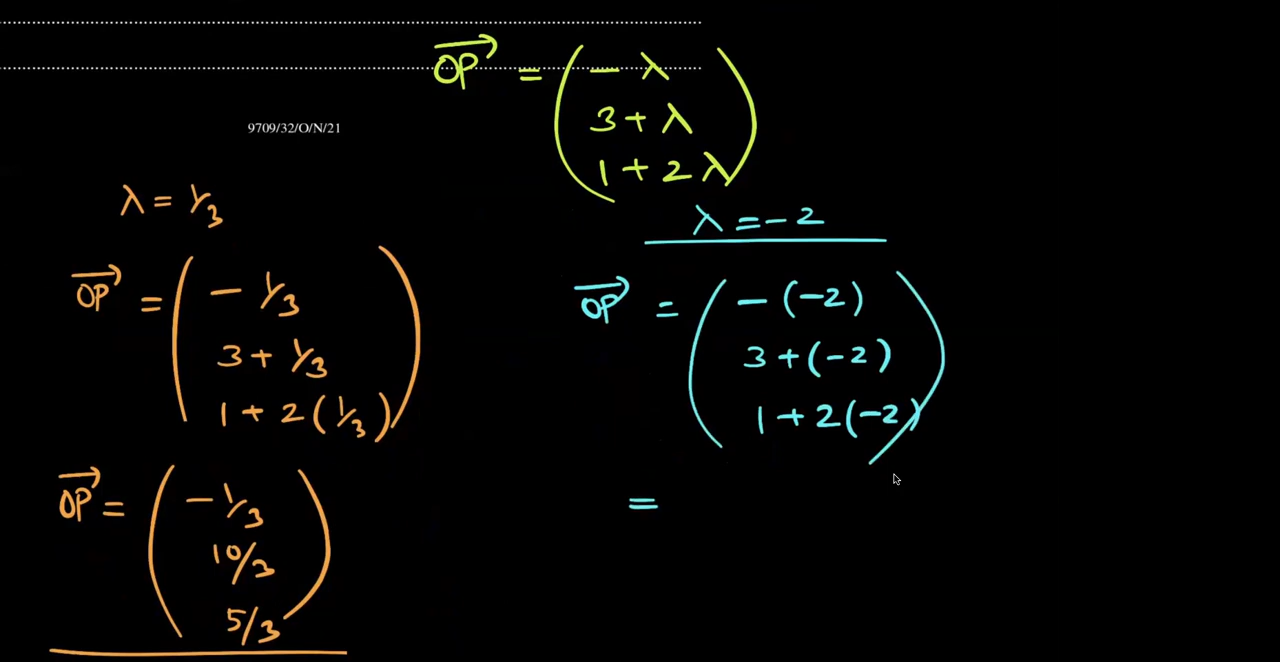 OP = ( - λ
3 + λ
1 + 2 λ )
9709/32/O/N/21
λ = 1/3
OP = ( - 1/3
3 + 1/3
1 + 2 ( 1/3 ) )
OP = ( - 1/3
10/3
5/3 )
λ = - 2
OP = ( - (-2)
3 + (-2)
1 + 2 (-2) )
=